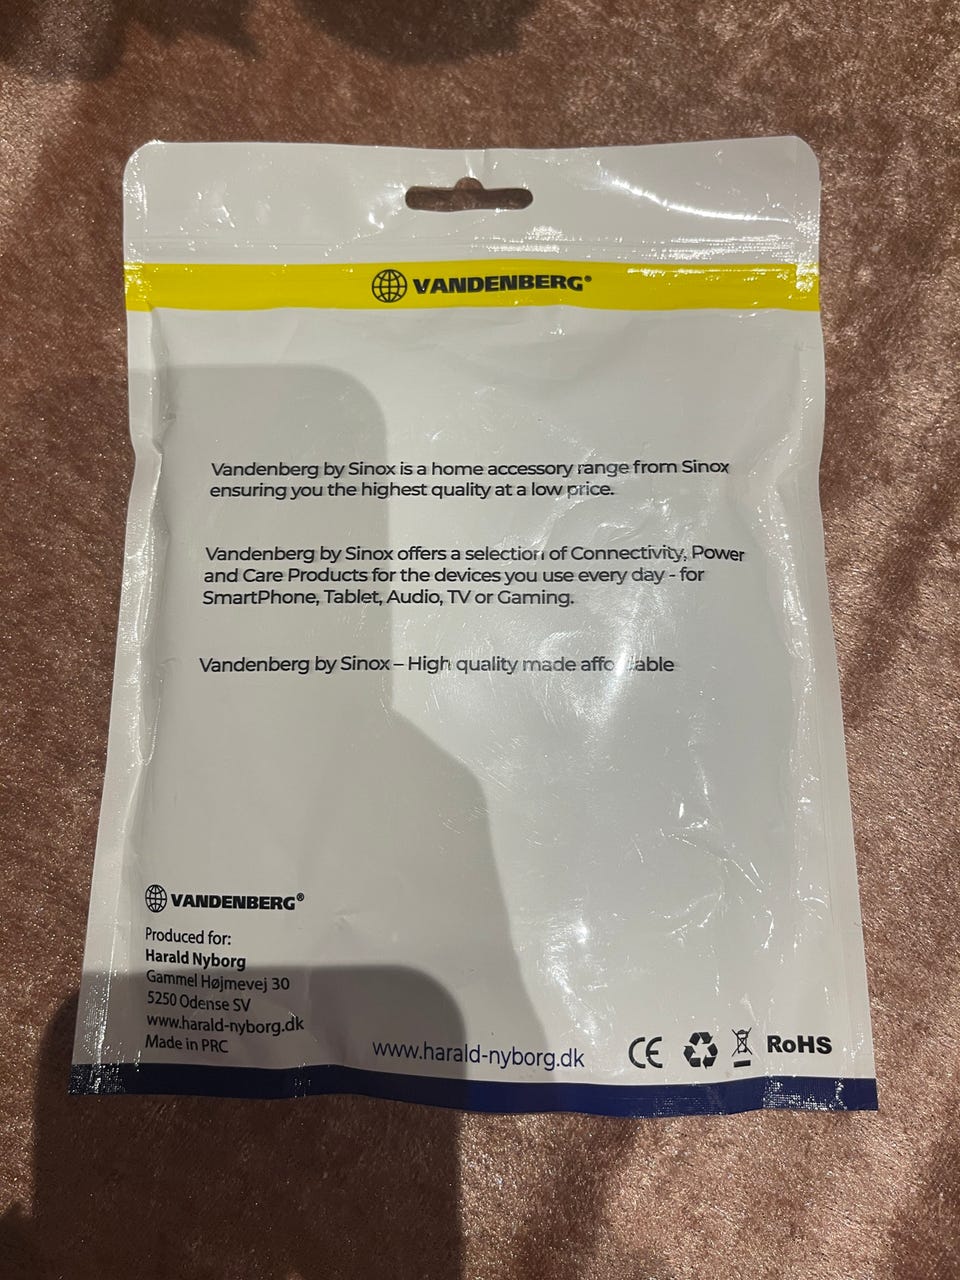 VANDENBERG®
Vandenberg by Sinox is a home accessory range from Sinox
ensuring you the highest quality at a low price.
Vandenberg by Sinox offers a selection of Connectivity, Power
and Care Products for the devices you use every day - for
SmartPhone, Tablet, Audio, TV or Gaming.
Vandenberg by Sinox – High quality made affordable
VANDENBERG®
Produced for:
Harald Nyborg
Gammel Højmevej 30
5250 Odense SV
www.harald-nyborg.dk
Made in PRC
www.harald-nyborg.dk
CE
RoHS